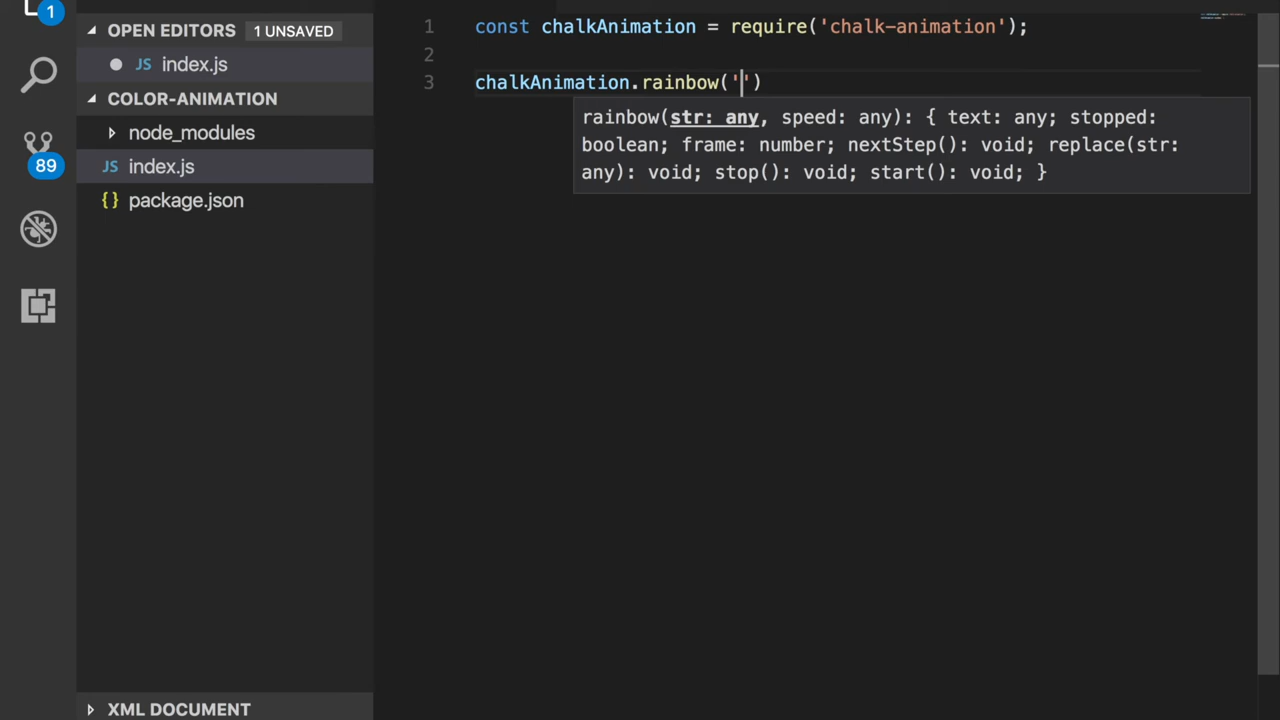 1
OPEN EDITORS 1 UNSAVED
JS index.js
COLOR-ANIMATION
node_modules
89
JS index.js
{} package.json
XML DOCUMENT
1 const chalkAnimation = require('chalk-animation');
2
3 chalkAnimation.rainbow('')
rainbow(str: any, speed: any): { text: any; stopped:
boolean; frame: number; nextStep(): void; replace(str:
any): void; stop(): void; start(): void; }